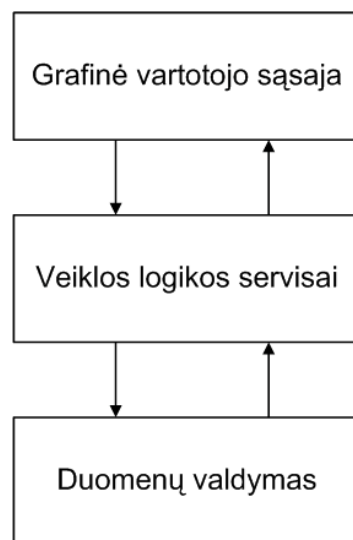 Grafinė vartotojo sąsaja
Veiklos logikos servisai
Duomenų valdymas